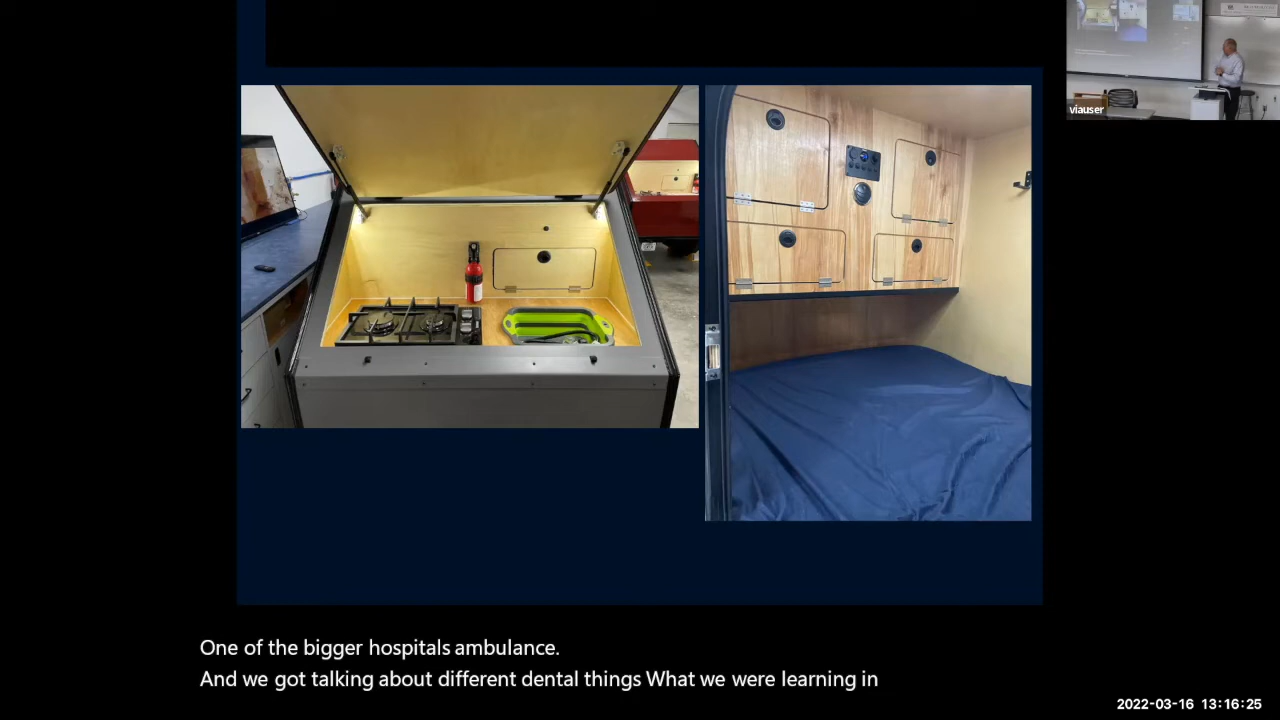 viauser
One of the bigger hospitals ambulance.
And we got talking about different dental things What we were learning in
2022-03-16 13:16:25